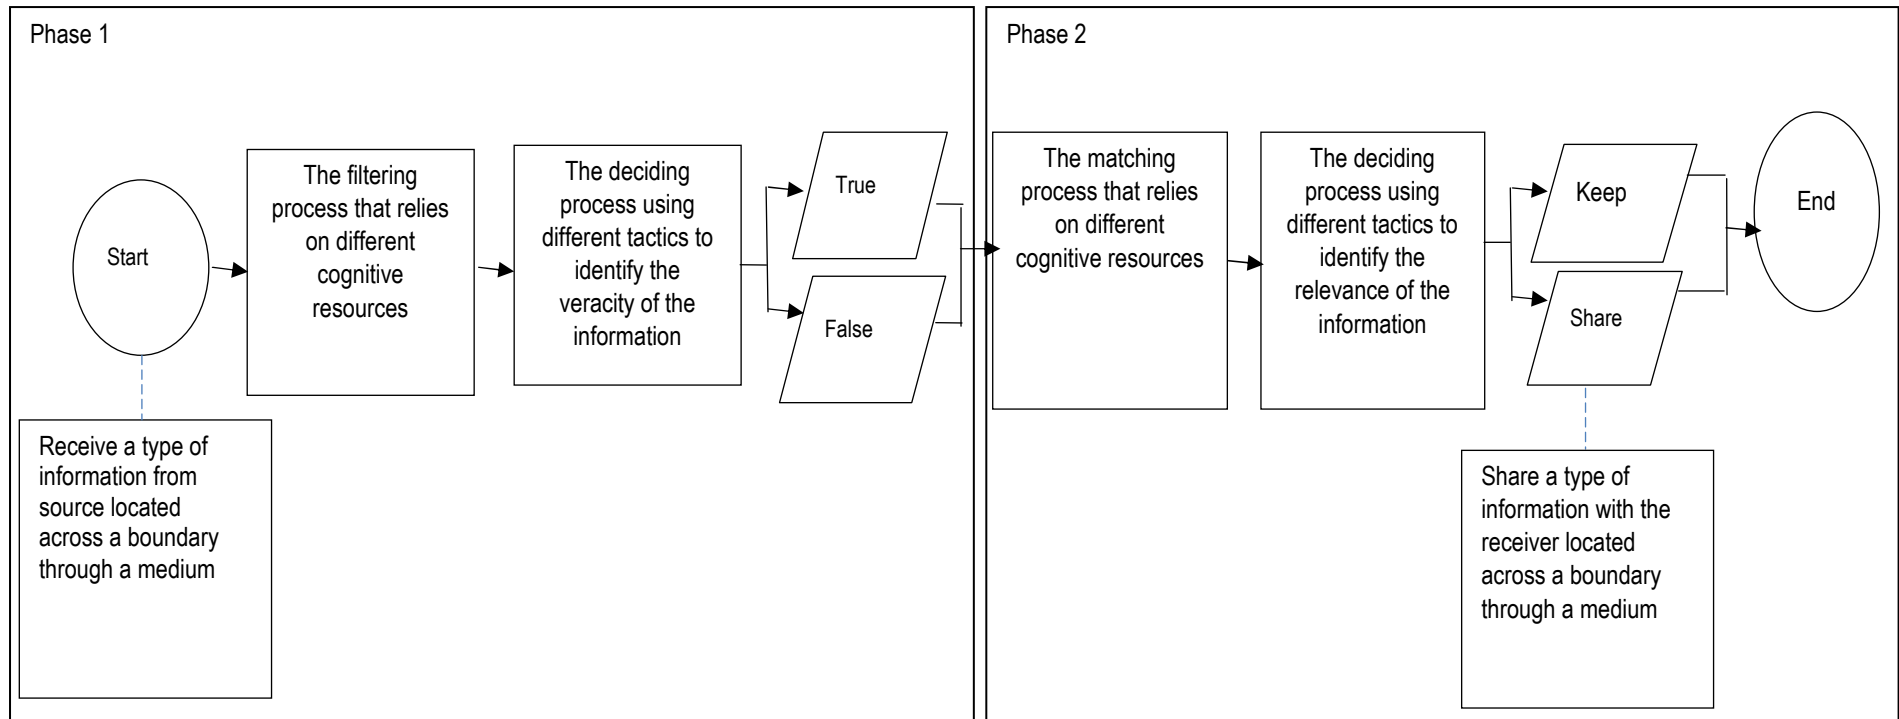 Phase 1
Start
Receive a type of
information from
source located
across a boundary
through a medium
The filtering
process that relies
on different
cognitive
resources
The deciding
process using
different tactics to
identify the
veracity of the
information
True
False
Phase 2
The matching
process that relies
on different
cognitive resources
The deciding
process using
different tactics to
identify the
relevance of the
information
Keep
Share
Share a type of
information with the
receiver located
across a boundary
through a medium
End